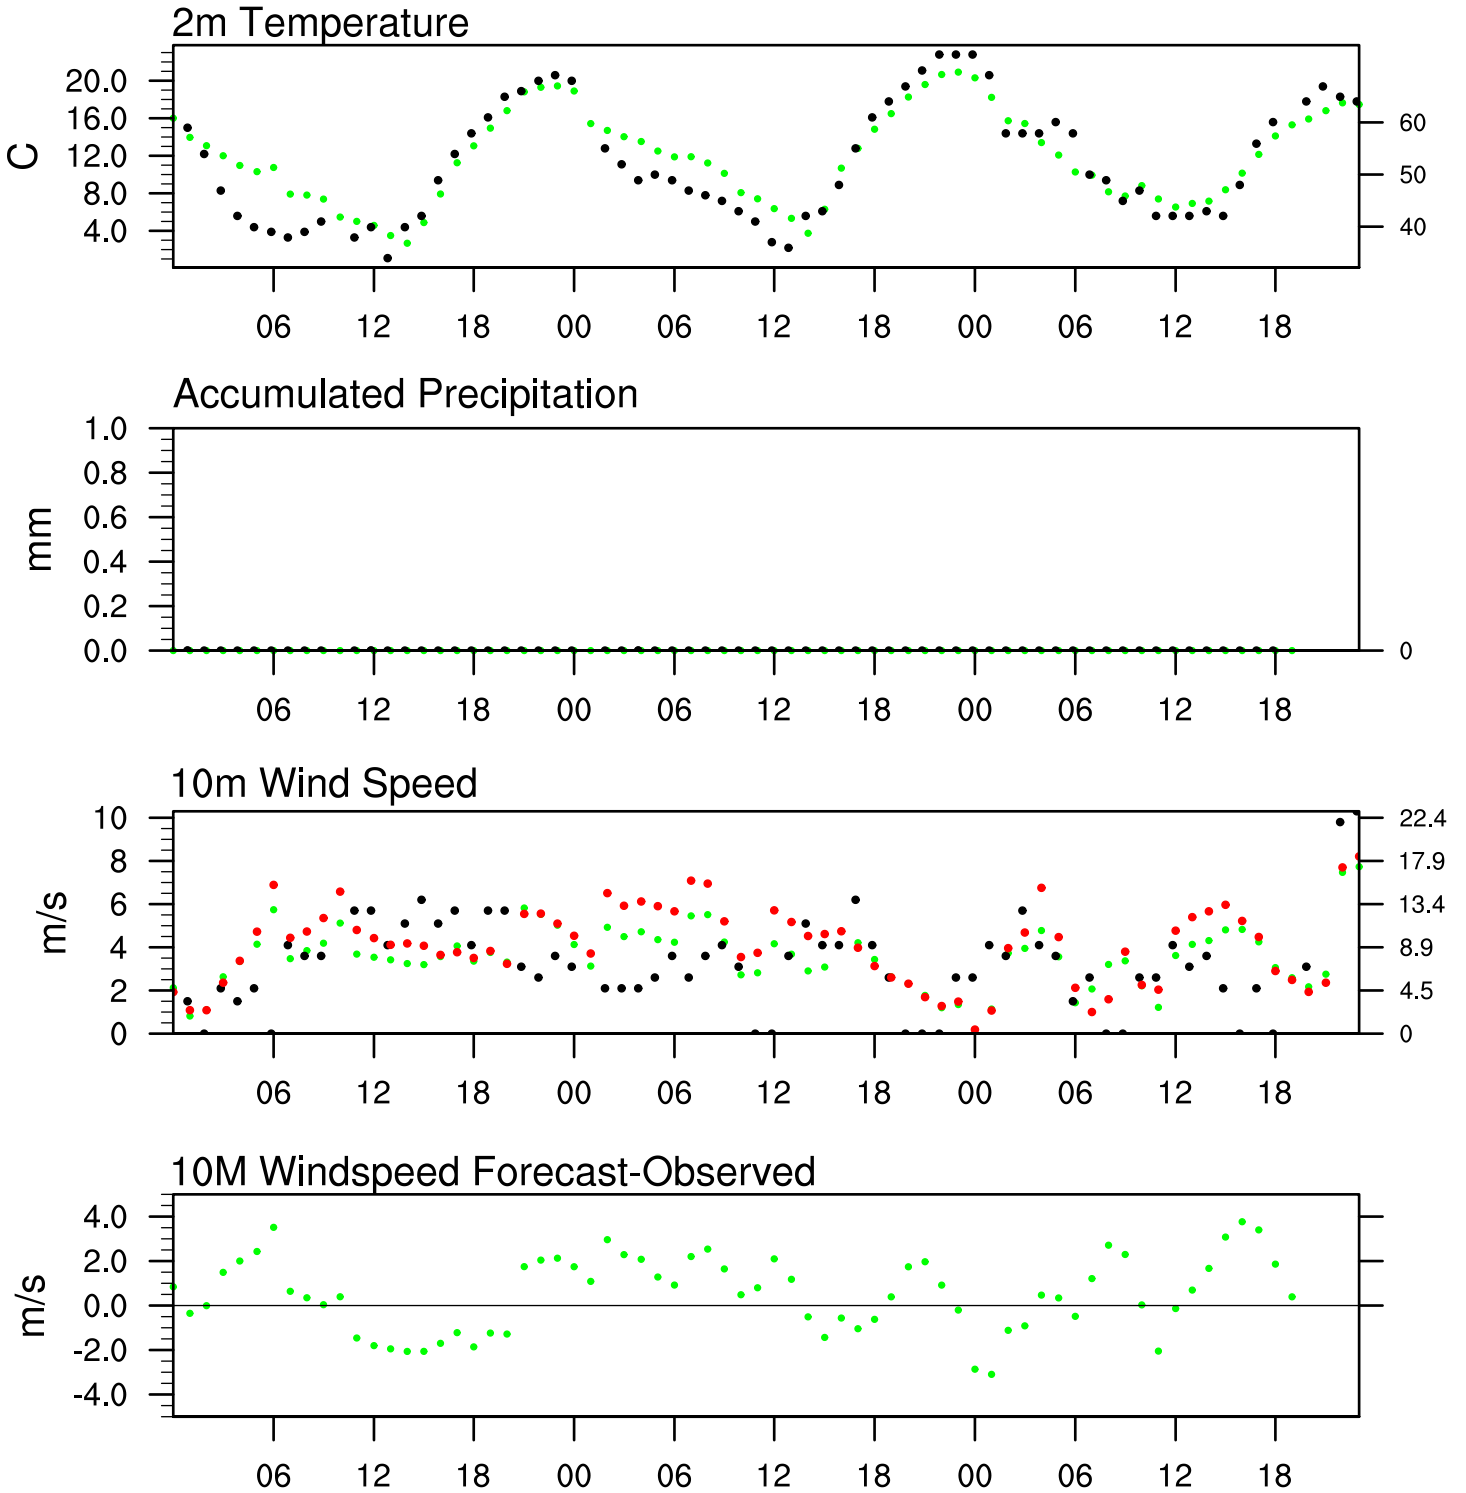 2m Temperature
20.0
16.0
12.0
8.0
4.0
C
60
50
40
06 12 18 00 06 12 18 00 06 12 18
Accumulated Precipitation
1.0
0.8
0.6
0.4
0.2
0.0
mm
0
06 12 18 00 06 12 18 00 06 12 18
10m Wind Speed
10
8
6
4
2
0
m/s
22.4
17.9
13.4
8.9
4.5
0
06 12 18 00 06 12 18 00 06 12 18
10M Windspeed Forecast-Observed
4.0
2.0
0.0
-2.0
-4.0
m/s
06 12 18 00 06 12 18 00 06 12 18